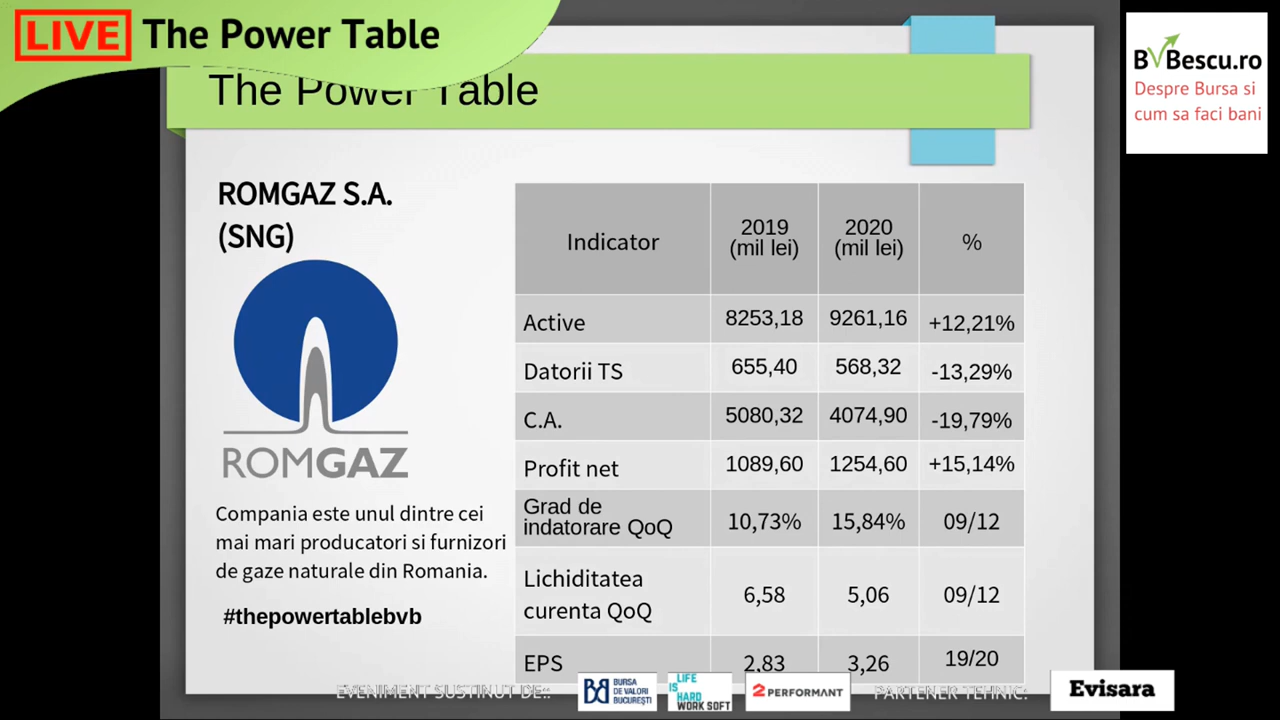 LIVE The Power Table
The Power Table
BVBescu.ro
Despre Bursa si
cum sa faci bani
ROMGAZ S.A.
(SNG)
ROMGAZ
Compania este unul dintre cei
mai mari producatori si furnizori
de gaze naturale din Romania.
#thepowertablebvb
Indicator 2019 (mil lei) 2020 (mil lei) %
Active 8253,18 9261,16 +12,21%
Datorii TS 655,40 568,32 -13,29%
C.A. 5080,32 4074,90 -19,79%
Profit net 1089,60 1254,60 +15,14%
Grad de
indatorare QoQ 10,73% 15,84% 09/12
Lichiditatea
curenta QoQ 6,58 5,06 09/12
EPS 2,83 3,26 19/20
EVENIMENT SUSTINUT DE::
BURSA
DE VALORI
BUCUREȘTI
LIFE
IS
HARD
WORK SOFT
2PERFORMANT
PARTENER TEHNIC:
Evisara